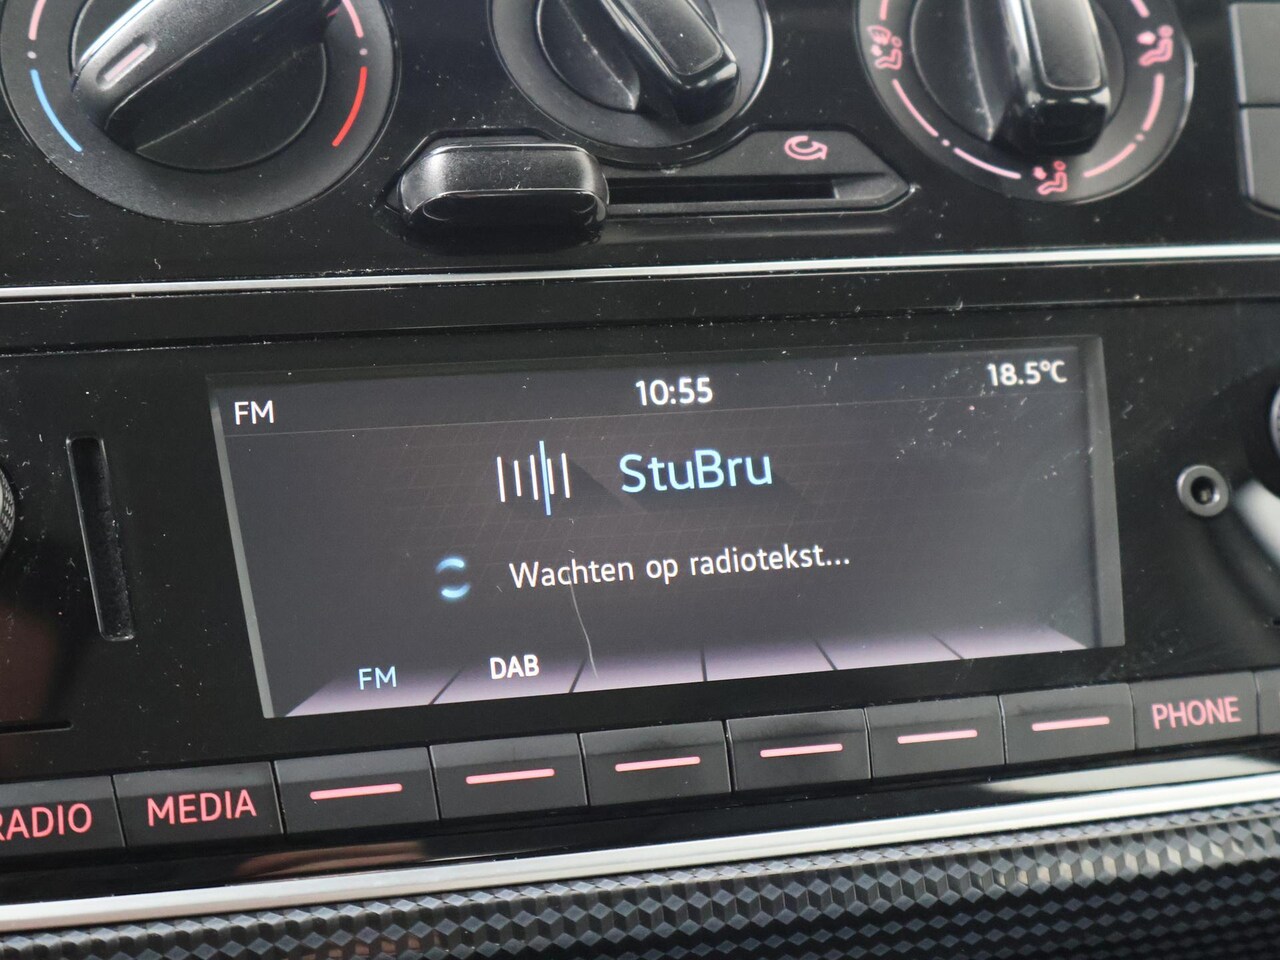 FM
10:55
18.5°C
StuBru
Wachten op radiotekst...
FM
DAB
RADIO
MEDIA
PHONE